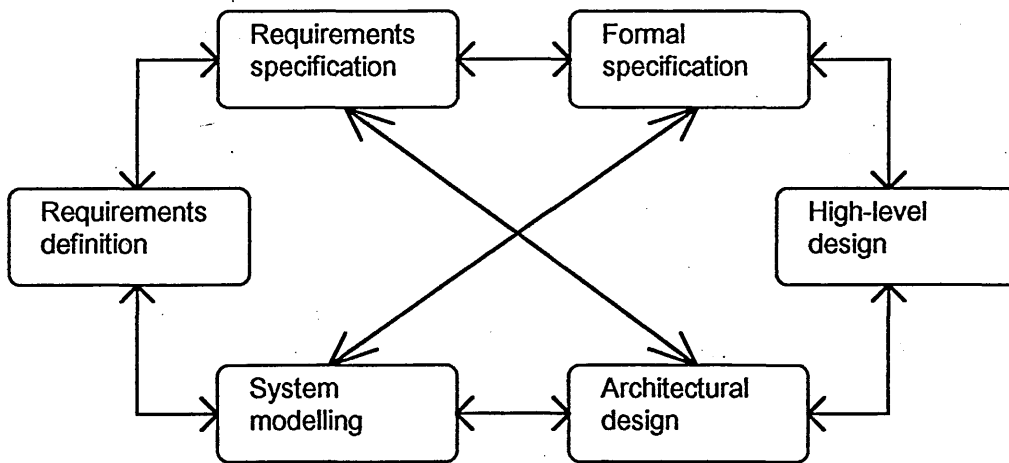 Requirements
specification
Formal
specification
Requirements
definition
High-level
design
System
modelling
Architectural
design